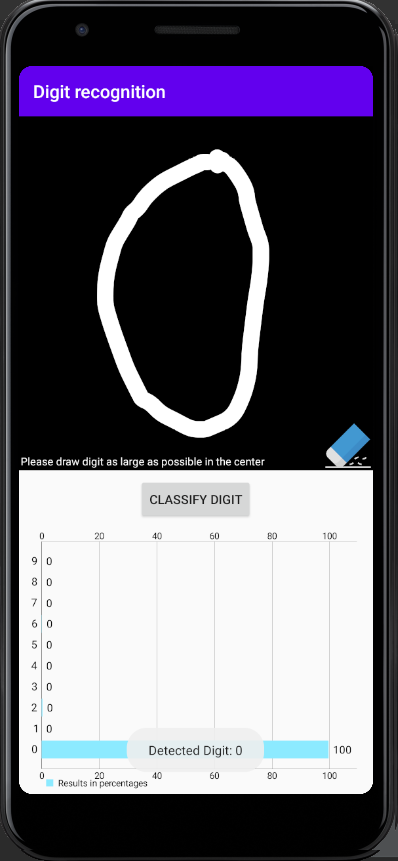 Digit recognition
Please draw digit as large as possible in the center
CLASSIFY DIGIT
0 20 40 60 80 100
9 0
8 0
7 0
6 0
5 0
4 0
3 0
2 0
1 0
0 Detected Digit: 0 100
0 20 40 60 80 100
Results in percentages